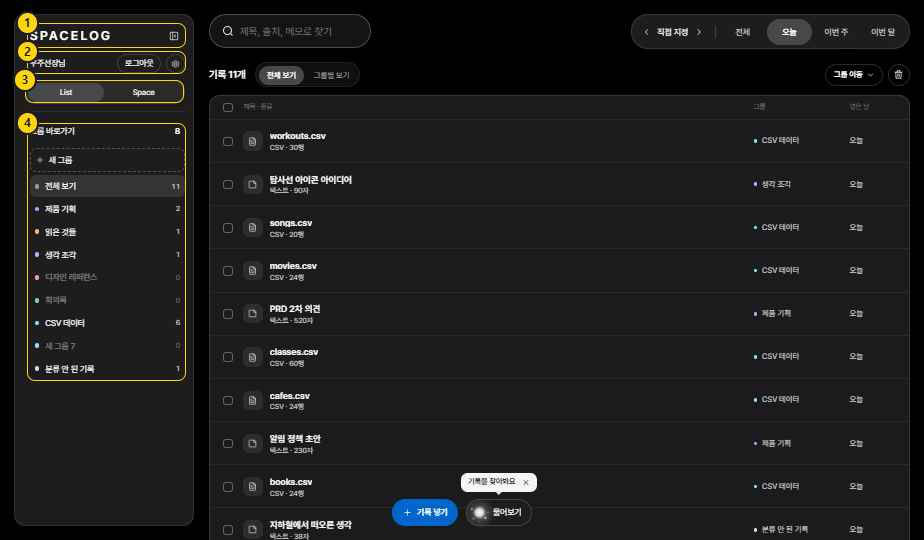 1
SPACELOG
2
우주선장님 로그아웃
3
List Space
4
그룹 바로가기 8
+ 새 그룹
전체 보기 11
제품 기획 2
읽은 것들 1
생각 조각 1
디자인 레퍼런스 0
회의록 0
CSV 데이터 6
새 그룹 7 0
분류 안 된 기록 1
제목, 출처, 메모로 찾기
직접 지정 전체 오늘 이번 주 이번 달
기록 11개 전체 보기 그룹별 보기
그룹 이동
제목 · 종류 그룹 넣은 날
workouts.csv
CSV · 30행
CSV 데이터 오늘
탐사선 아이콘 아이디어
텍스트 · 90자
생각 조각 오늘
songs.csv
CSV · 20행
CSV 데이터 오늘
movies.csv
CSV · 24행
CSV 데이터 오늘
PRD 2차 의견
텍스트 · 520자
제품 기획 오늘
classes.csv
CSV · 60행
CSV 데이터 오늘
cafes.csv
CSV · 24행
CSV 데이터 오늘
알림 정책 초안
텍스트 · 230자
제품 기획 오늘
books.csv
CSV · 24행
CSV 데이터 오늘
지하철에서 떠오른 생각
텍스트 · 38자
분류 안 된 기록 오늘
기록을 찾아봐요
+ 기록 넣기
물어보기